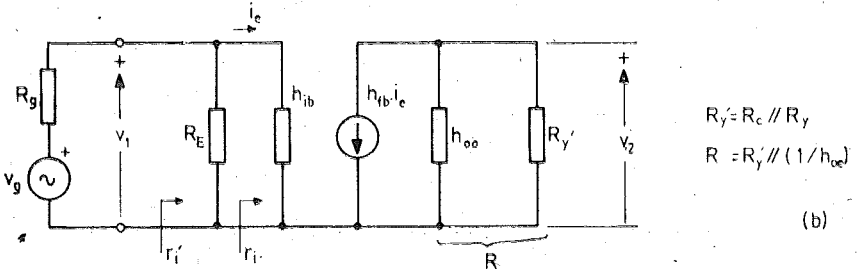 i_e
+
R_g
v_1
R_E
h_ib
h_fb.i_e
h_oe
R_y'
+
v_2
+
v_g
r_i'
r_i
R
R_y'=R_c // R_y
R =R_y' // (1/h_oe)
(b)